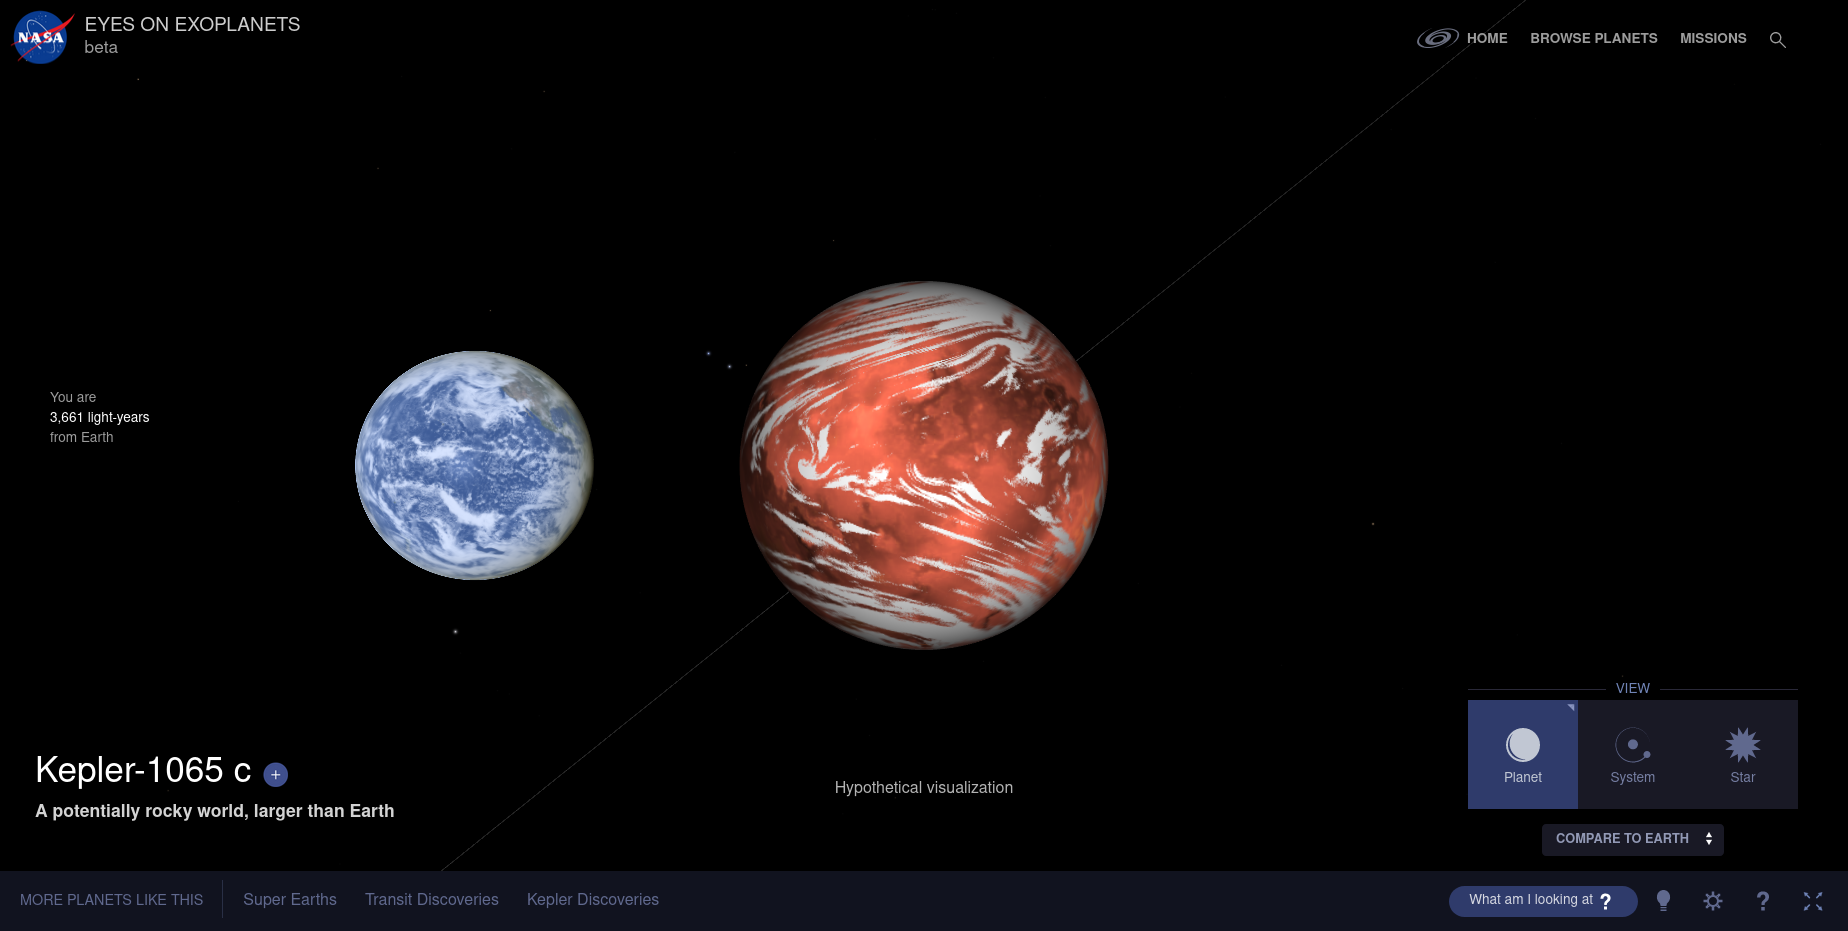 NASA
EYES ON EXOPLANETS
beta
HOME
BROWSE PLANETS
MISSIONS
You are
3,661 light-years
from Earth
Kepler-1065 c +
A potentially rocky world, larger than Earth
Hypothetical visualization
VIEW
Planet
System
Star
COMPARE TO EARTH
MORE PLANETS LIKE THIS
Super Earths
Transit Discoveries
Kepler Discoveries
What am I looking at ?
?